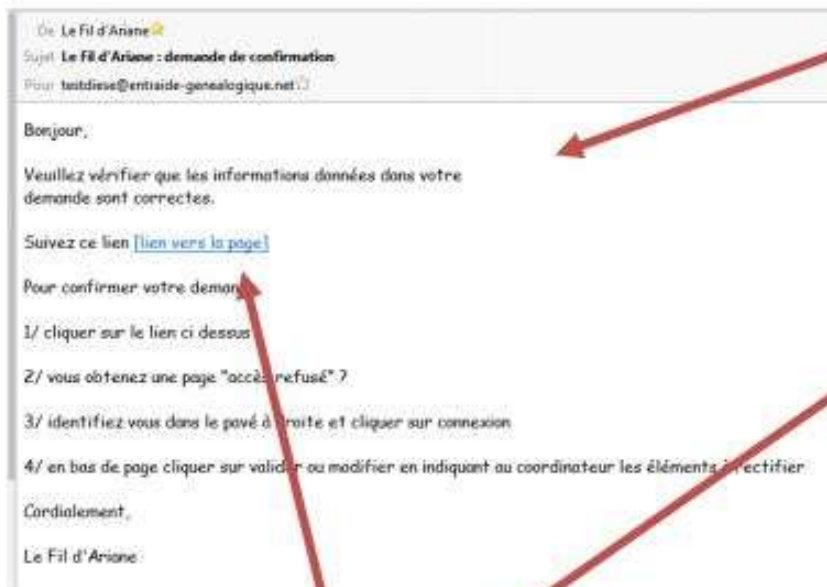 De Le Fil d'Ariane
Sujet Le Fil d'Ariane : demande de confirmation
Pour testdiese@entraide-genealogique.net
Bonjour,
Veuillez vérifier que les informations données dans votre
demande sont correctes.
Suivez ce lien [lien vers la page]
Pour confirmer votre
1/ cliquer sur le lien ci dessus
2/ vous obtenez une page "accès refusé" ?
3/ identifiez vous dans le pavé à droite et cliquer sur connexion
4/ en bas de page cliquer sur valider ou modifier en indiquant au coordinateur les éléments à rectifier
Cordialement,
Le Fil d'Ariane